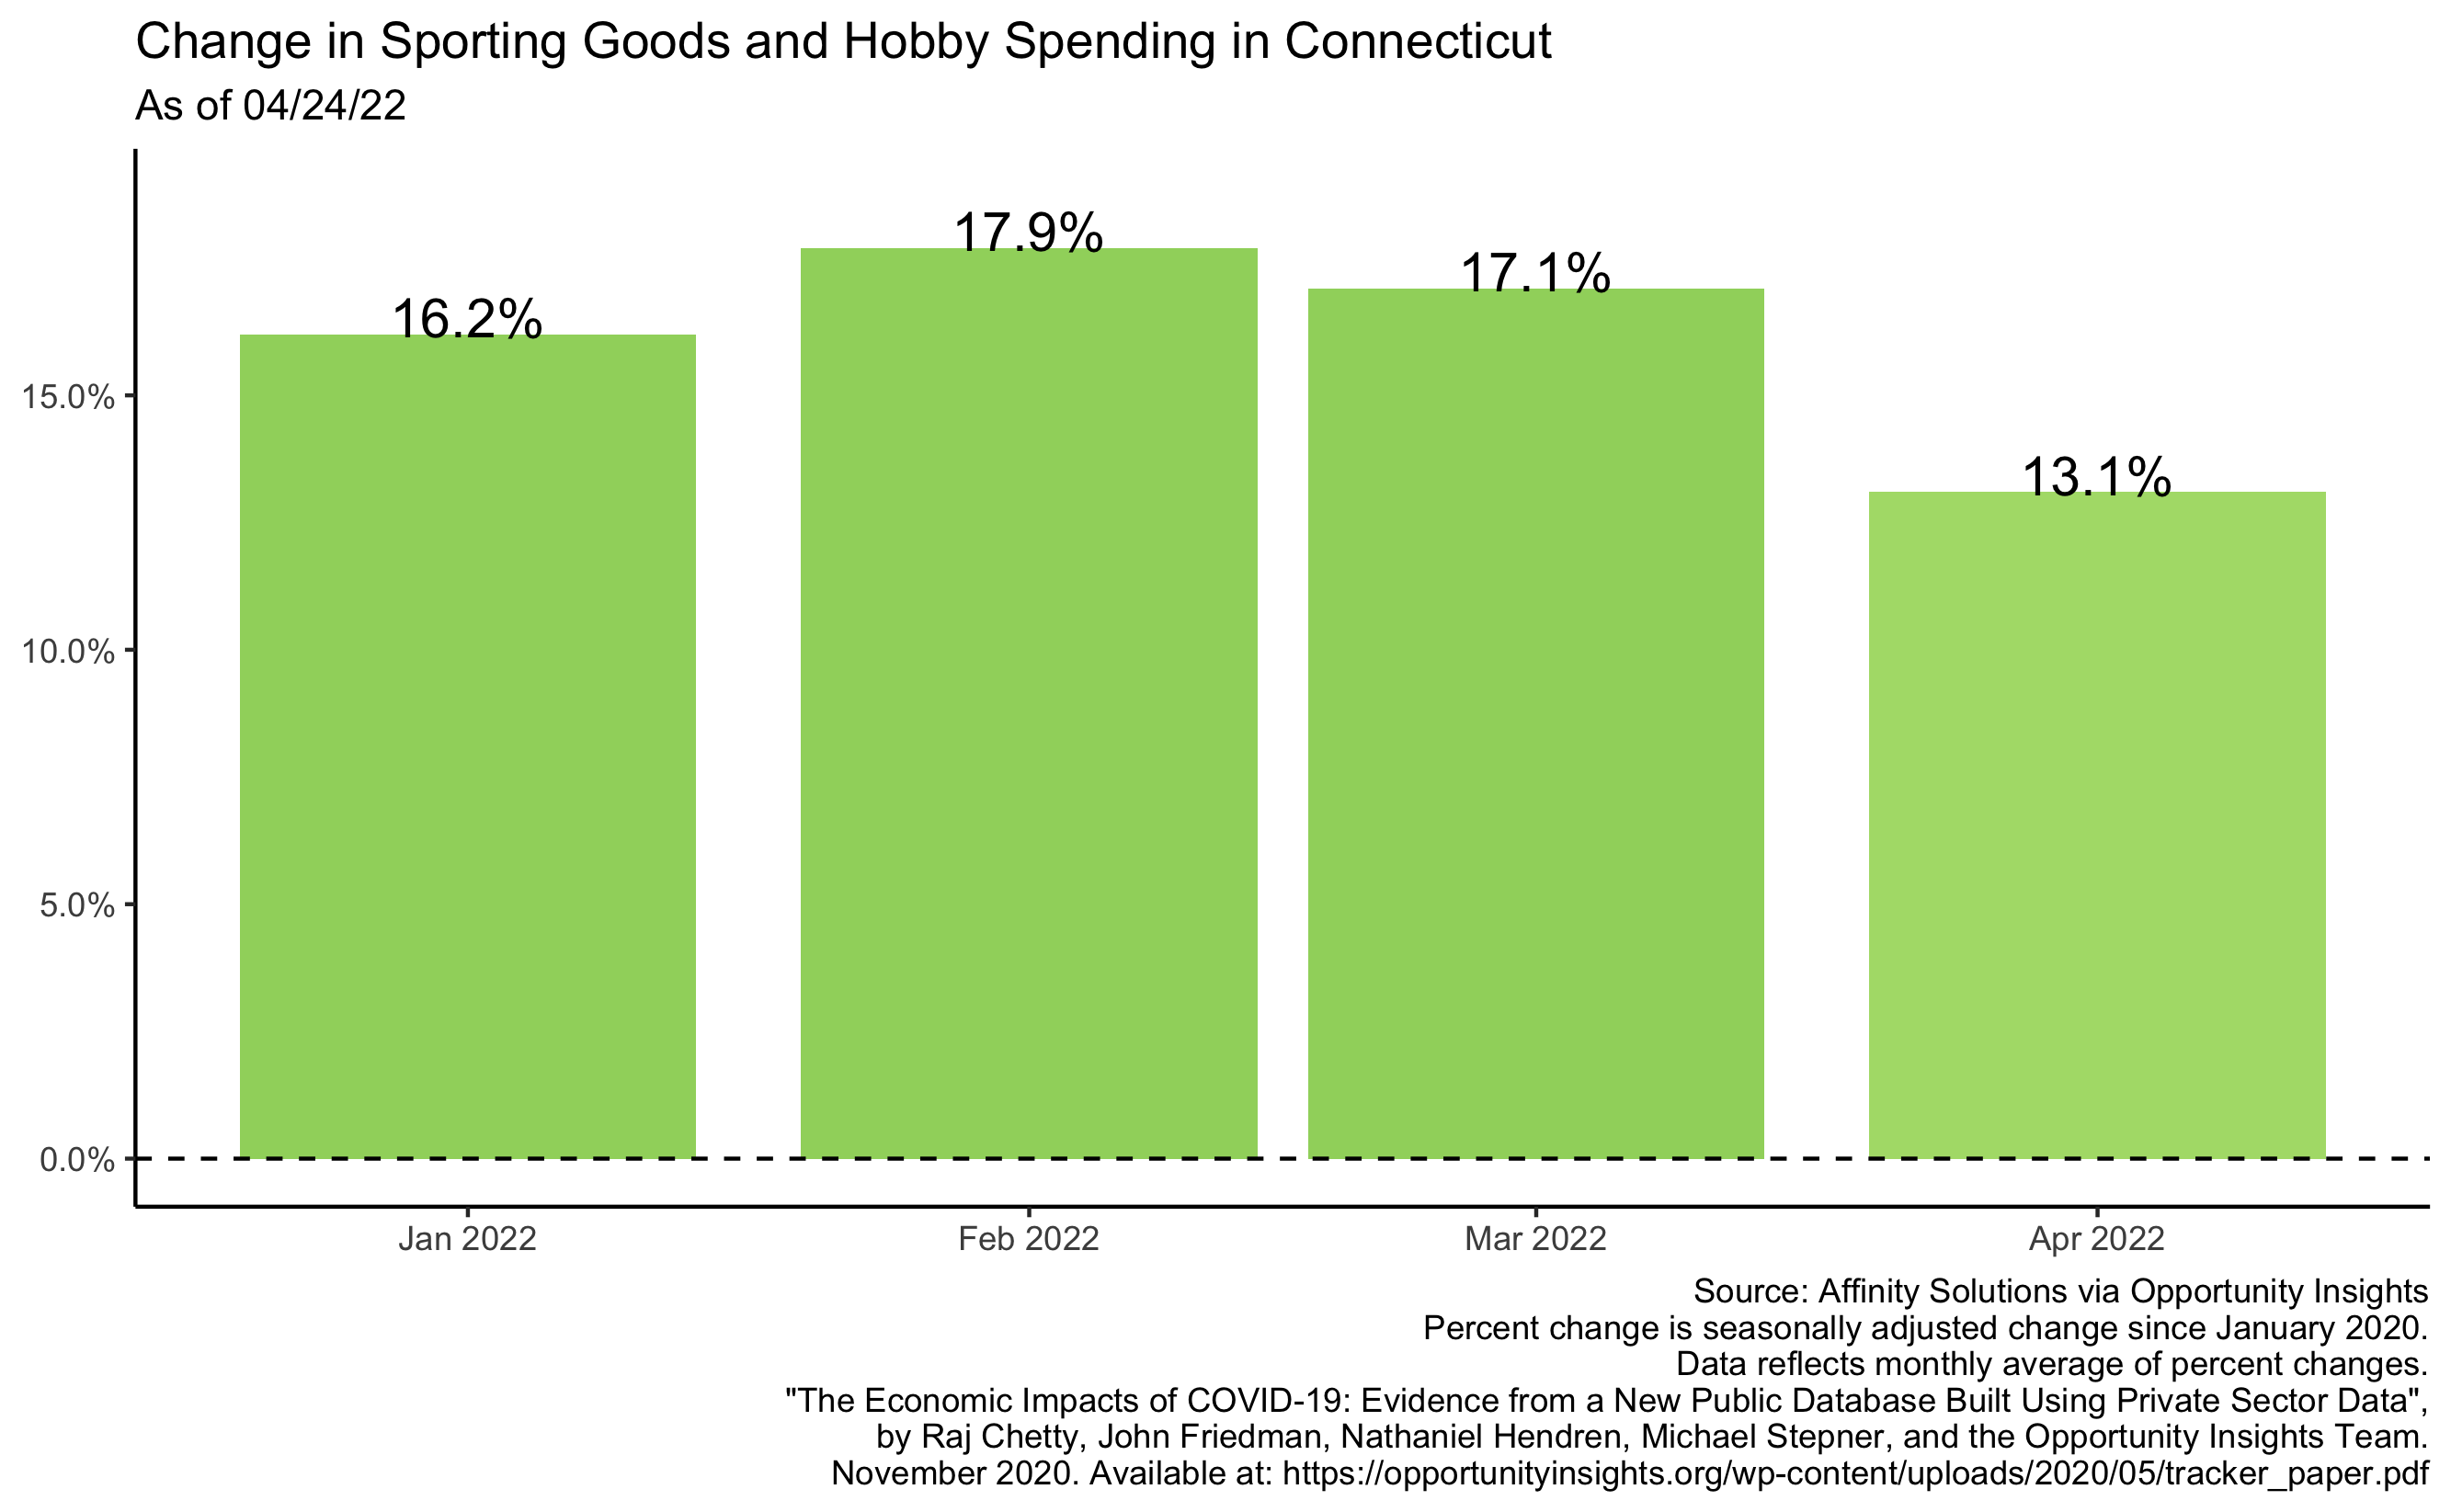 Change in Sporting Goods and Hobby Spending in Connecticut
As of 04/24/22
17.9%
17.1%
16.2%
15.0%
13.1%
10.0%
5.0%
0.0%
Jan 2022 Feb 2022 Mar 2022 Apr 2022
Source: Affinity Solutions via Opportunity Insights
Percent change is seasonally adjusted change since January 2020.
Data reflects monthly average of percent changes.
"The Economic Impacts of COVID-19: Evidence from a New Public Database Built Using Private Sector Data",
by Raj Chetty, John Friedman, Nathaniel Hendren, Michael Stepner, and the Opportunity Insights Team.
November 2020. Available at: https://opportunityinsights.org/wp-content/uploads/2020/05/tracker_paper.pdf